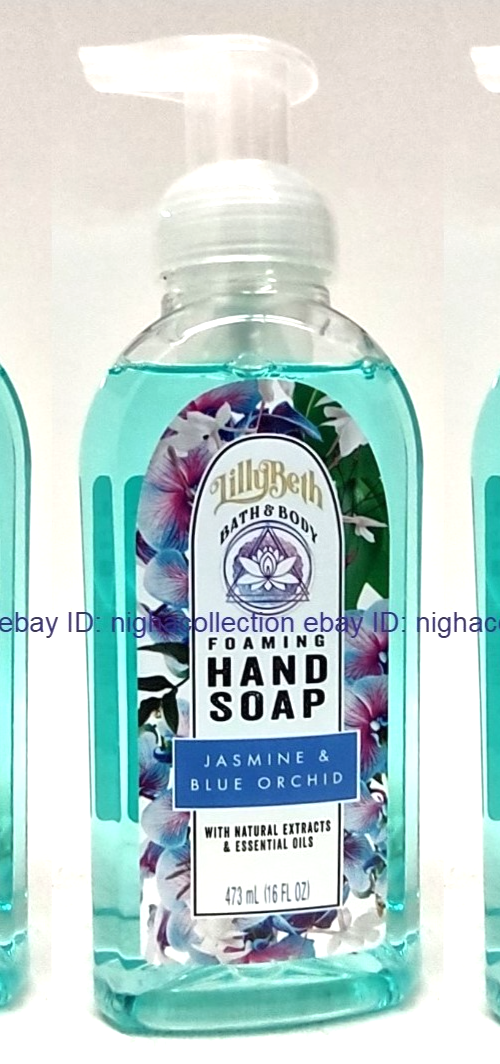 LillyBeth
BATH & BODY
ebay ID: nighacollection ebay ID: nighac
FOAMING
HAND
SOAP
JASMINE &
BLUE ORCHID
WITH NATURAL EXTRACTS
& ESSENTIAL OILS
473 mL (16 FL OZ)